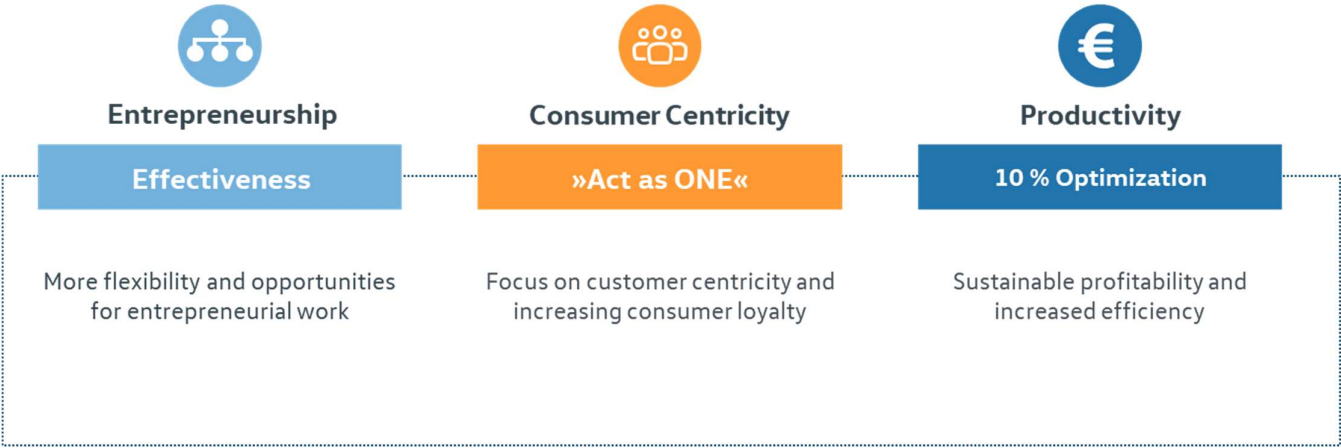 Entrepreneurship
Effectiveness
More flexibility and opportunities
for entrepreneurial work
Consumer Centricity
»Act as ONE«
Focus on customer centricity and
increasing consumer loyalty
€
Productivity
10 % Optimization
Sustainable profitability and
increased efficiency